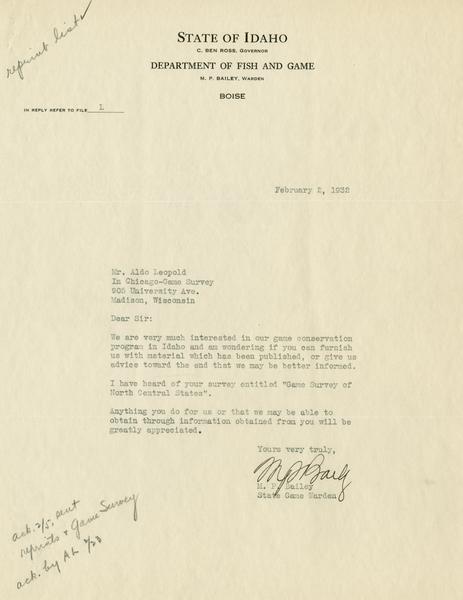 reprint list ✓
STATE OF IDAHO
C. BEN ROSS, GOVERNOR
DEPARTMENT OF FISH AND GAME
M. P. BAILEY, WARDEN
BOISE
IN REPLY REFER TO FILE L
February 2, 1932
Mr. Aldo Leopold
In Chicago-Game Survey
905 University Ave.
Madison, Wisconsin
Dear Sir:
We are very much interested in our game conservation
program in Idaho and am wondering if you can furnish
us with material which has been published, or give us
advice toward the end that we may be better informed.
I have heard of your survey entitled "Game Survey of
North Central States".
Anything you do for us or that we may be able to
obtain through information obtained from you will be
greatly appreciated.
Yours very truly,
M P Bailey
M. P. Bailey
State Game Warden
ack. 2/5, sent
reprints & Game Survey
ack. by AL 2/23